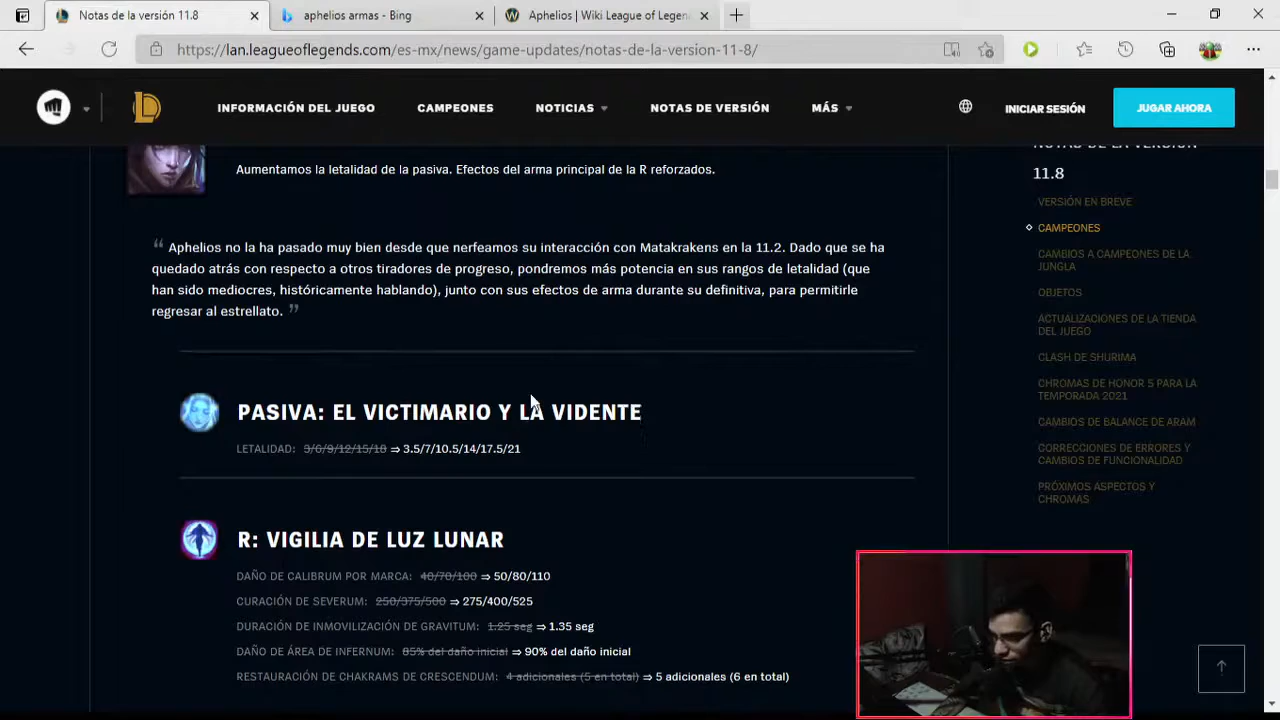 Notas de la versión 11.8
aphelios armas - Bing
Aphelios | Wiki League of Legen
https://lan.leagueoflegends.com/es-mx/news/game-updates/notas-de-la-version-11-8/
INFORMACIÓN DEL JUEGO
CAMPEONES
NOTICIAS
NOTAS DE VERSIÓN
MÁS
INICIAR SESIÓN
JUGAR AHORA
Aumentamos la letalidad de la pasiva. Efectos del arma principal de la R reforzados.
“ Aphelios no la ha pasado muy bien desde que nerfeamos su interacción con Matakrakens en la 11.2. Dado que se ha
quedado atrás con respecto a otros tiradores de progreso, pondremos más potencia en sus rangos de letalidad (que
han sido mediocres, históricamente hablando), junto con sus efectos de arma durante su definitiva, para permitirle
regresar al estrellato. ”
PASIVA: EL VICTIMARIO Y LA VIDENTE
LETALIDAD: 3/6/9/12/15/18 ⇒ 3.5/7/10.5/14/17.5/21
R: VIGILIA DE LUZ LUNAR
DAÑO DE CALIBRUM POR MARCA: 40/70/100 ⇒ 50/80/110
CURACIÓN DE SEVERUM: 250/375/500 ⇒ 275/400/525
DURACIÓN DE INMOVILIZACIÓN DE GRAVITUM: 1.25 seg ⇒ 1.35 seg
DAÑO DE ÁREA DE INFERNUM: 85% del daño inicial ⇒ 90% del daño inicial
RESTAURACIÓN DE CHAKRAMS DE CRESCENDUM: 4 adicionales (5 en total) ⇒ 5 adicionales (6 en total)
NOTAS DE LA VERSIÓN
11.8
VERSIÓN EN BREVE
CAMPEONES
CAMBIOS A CAMPEONES DE LA
JUNGLA
OBJETOS
ACTUALIZACIONES DE LA TIENDA
DEL JUEGO
CLASH DE SHURIMA
CHROMAS DE HONOR 5 PARA LA
TEMPORADA 2021
CAMBIOS DE BALANCE DE ARAM
CORRECCIONES DE ERRORES Y
CAMBIOS DE FUNCIONALIDAD
PRÓXIMOS ASPECTOS Y
CHROMAS